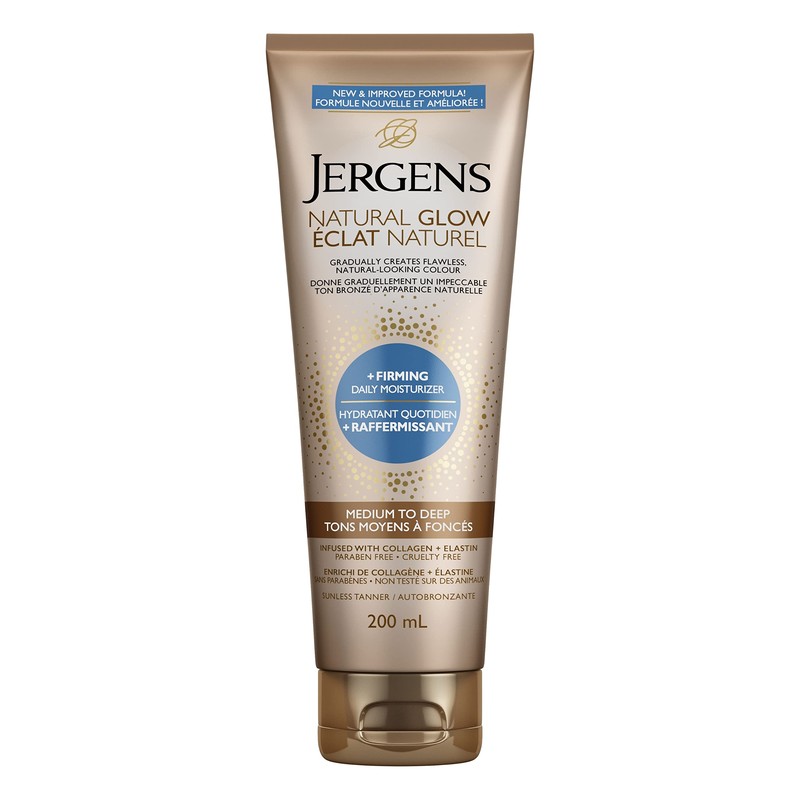 NEW & IMPROVED FORMULA!
FORMULE NOUVELLE ET AMÉLIORÉE !
JERGENS
NATURAL GLOW
ÉCLAT NATUREL
GRADUALLY CREATES FLAWLESS,
NATURAL-LOOKING COLOUR
DONNE GRADUELLEMENT UN IMPECCABLE
TON BRONZÉ D'APPARENCE NATURELLE
+FIRMING
DAILY MOISTURIZER
HYDRATANT QUOTIDIEN
+RAFFERMISSANT
MEDIUM TO DEEP
TONS MOYENS À FONCÉS
INFUSED WITH COLLAGEN + ELASTIN
PARABEN FREE • CRUELTY FREE
ENRICHI DE COLLAGÈNE + ÉLASTINE
SANS PARABÈNES • NON TESTÉ SUR DES ANIMAUX
SUNLESS TANNER / AUTOBRONZANTE
200 mL